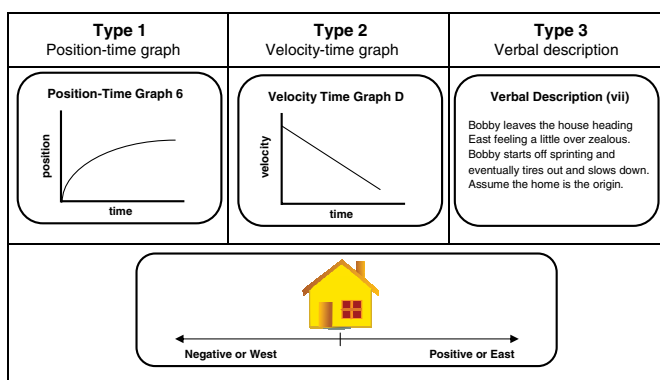 Type 1
Position-time graph
Type 2
Velocity-time graph
Type 3
Verbal description
Position-Time Graph 6
position
time
Velocity Time Graph D
velocity
time
Verbal Description (vii)
Bobby leaves the house heading
East feeling a little over zealous.
Bobby starts off sprinting and
eventually tires out and slows down.
Assume the home is the origin.
Negative or West
Positive or East